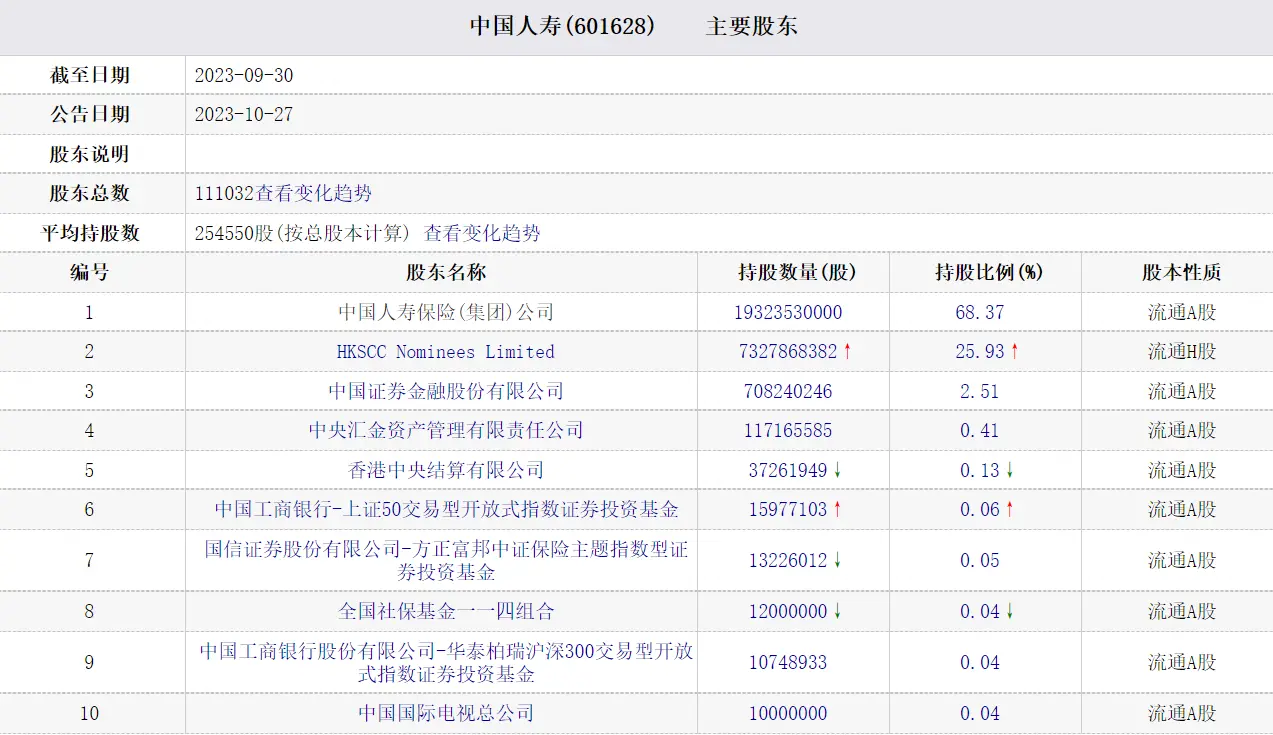 中国人寿(601628) 主要股东
截至日期 2023-09-30
公告日期 2023-10-27
股东说明
股东总数 111032查看变化趋势
平均持股数 254550股(按总股本计算) 查看变化趋势
编号 股东名称 持股数量(股) 持股比例(%) 股本性质
1 中国人寿保险(集团)公司 19323530000 68.37 流通A股
2 HKSCC Nominees Limited 7327868382↑ 25.93↑ 流通H股
3 中国证券金融股份有限公司 708240246 2.51 流通A股
4 中央汇金资产管理有限责任公司 117165585 0.41 流通A股
5 香港中央结算有限公司 37261949↓ 0.13↓ 流通A股
6 中国工商银行-上证50交易型开放式指数证券投资基金 15977103↑ 0.06↑ 流通A股
7 国信证券股份有限公司-方正富邦中证保险主题指数型证
券投资基金 13226012↓ 0.05 流通A股
8 全国社保基金一一四组合 12000000↓ 0.04↓ 流通A股
9 中国工商银行股份有限公司-华泰柏瑞沪深300交易型开放
式指数证券投资基金 10748933 0.04 流通A股
10 中国国际电视总公司 10000000 0.04 流通A股